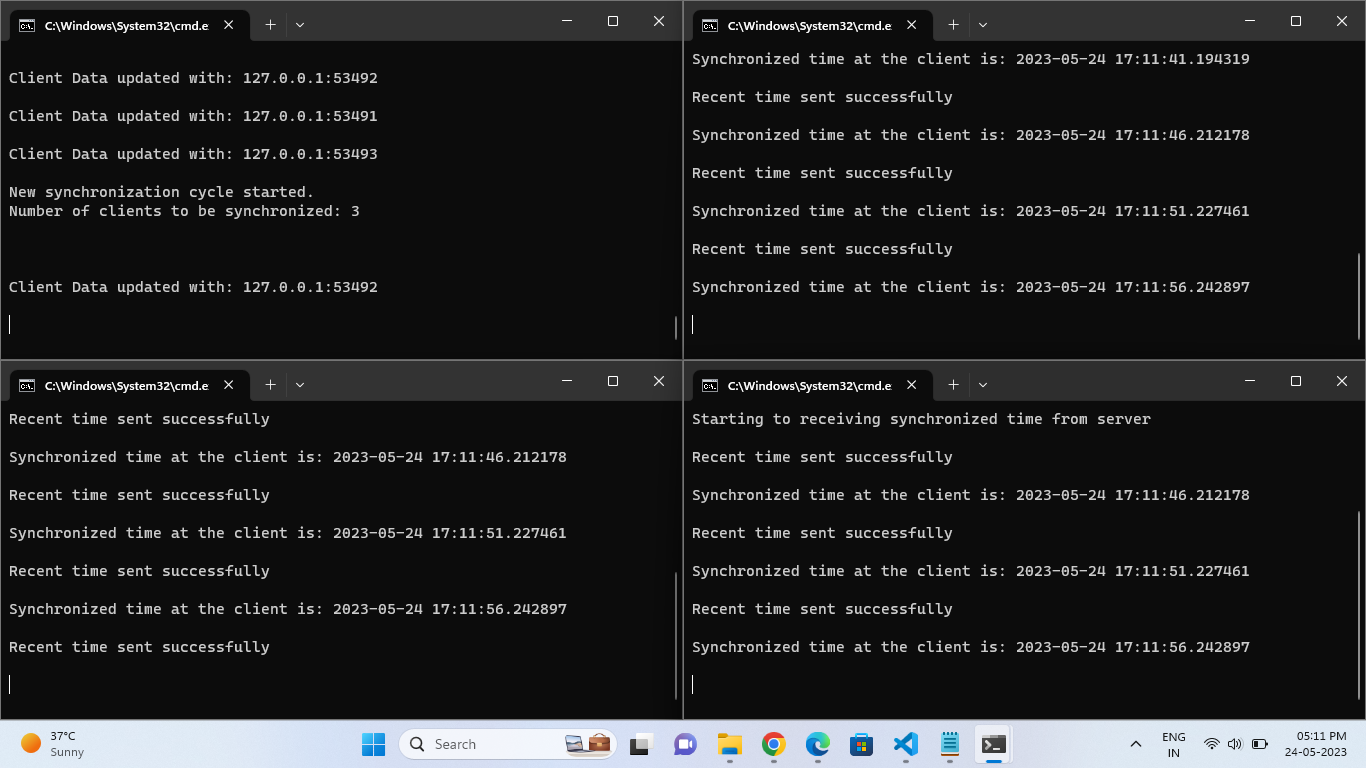 C:\Windows\System32\cmd.e
Client Data updated with: 127.0.0.1:53492
Client Data updated with: 127.0.0.1:53491
Client Data updated with: 127.0.0.1:53493
New synchronization cycle started.
Number of clients to be synchronized: 3
Client Data updated with: 127.0.0.1:53492
C:\Windows\System32\cmd.e
Synchronized time at the client is: 2023-05-24 17:11:41.194319
Recent time sent successfully
Synchronized time at the client is: 2023-05-24 17:11:46.212178
Recent time sent successfully
Synchronized time at the client is: 2023-05-24 17:11:51.227461
Recent time sent successfully
Synchronized time at the client is: 2023-05-24 17:11:56.242897
C:\Windows\System32\cmd.e
Recent time sent successfully
Synchronized time at the client is: 2023-05-24 17:11:46.212178
Recent time sent successfully
Synchronized time at the client is: 2023-05-24 17:11:51.227461
Recent time sent successfully
Synchronized time at the client is: 2023-05-24 17:11:56.242897
Recent time sent successfully
C:\Windows\System32\cmd.e
Starting to receiving synchronized time from server
Recent time sent successfully
Synchronized time at the client is: 2023-05-24 17:11:46.212178
Recent time sent successfully
Synchronized time at the client is: 2023-05-24 17:11:51.227461
Recent time sent successfully
Synchronized time at the client is: 2023-05-24 17:11:56.242897
37°C
Sunny
Search
ENG
IN
05:11 PM
24-05-2023